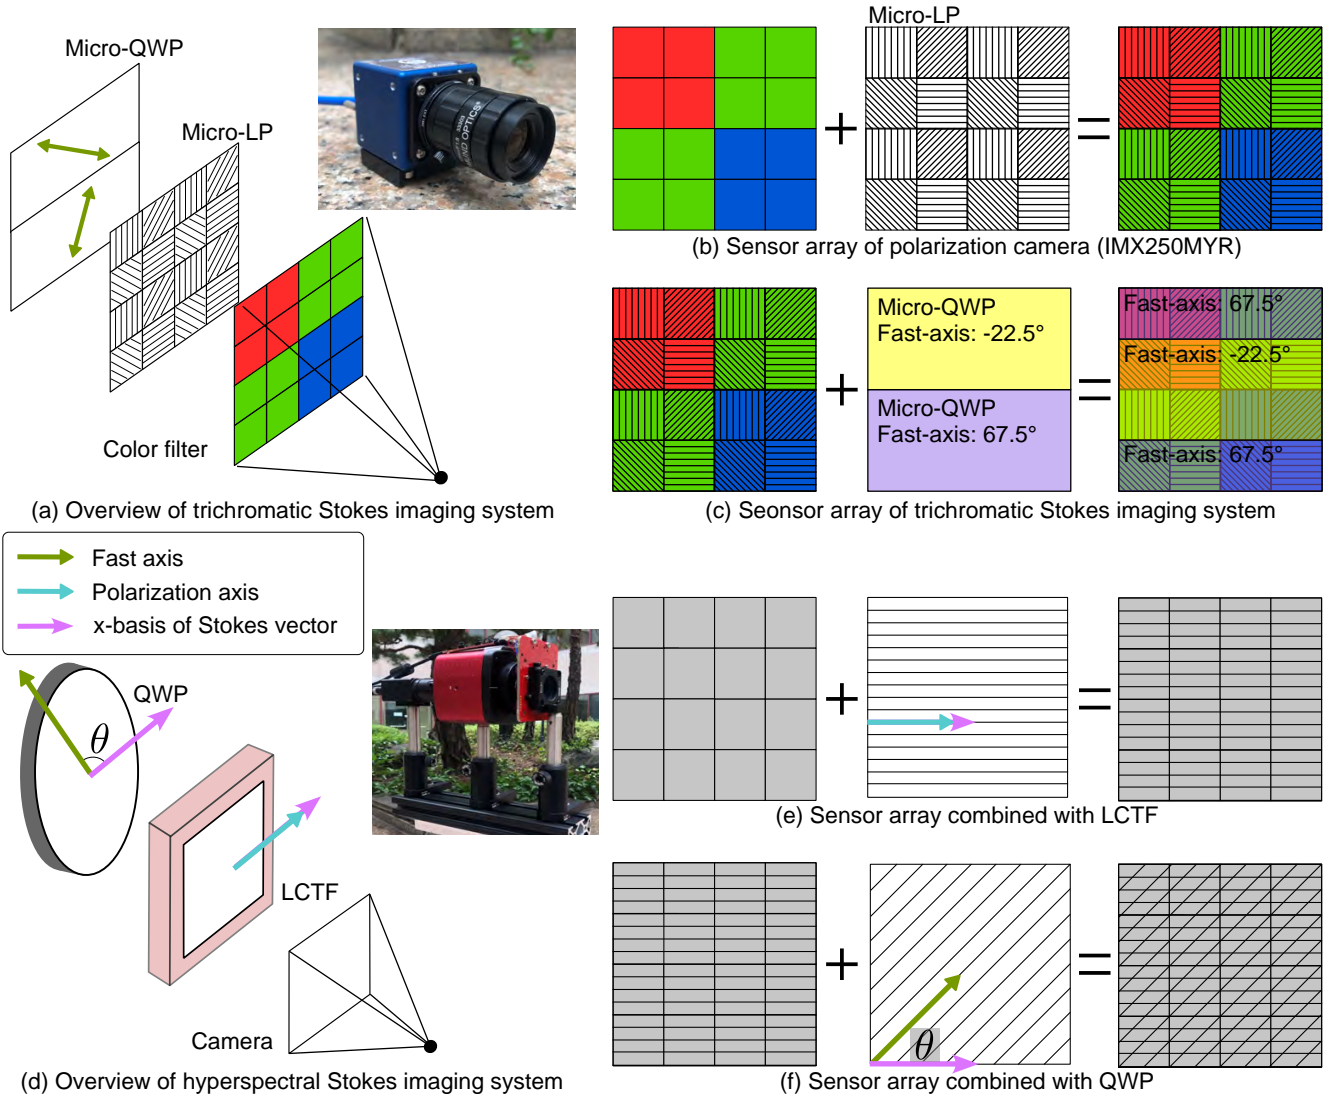 Micro-QWP
Micro-LP
Color filter
(a) Overview of trichromatic Stokes imaging system
Micro-LP
+
=
(b) Sensor array of polarization camera (IMX250MYR)
Micro-QWP
Fast-axis: -22.5°
Micro-QWP
Fast-axis: 67.5°
+
=
Fast-axis: 67.5°
Fast-axis: -22.5°
Fast-axis: 67.5°
(c) Seonsor array of trichromatic Stokes imaging system
Fast axis
Polarization axis
x-basis of Stokes vector
QWP
θ
LCTF
Camera
(d) Overview of hyperspectral Stokes imaging system
+
=
(e) Sensor array combined with LCTF
+
θ
=
(f) Sensor array combined with QWP